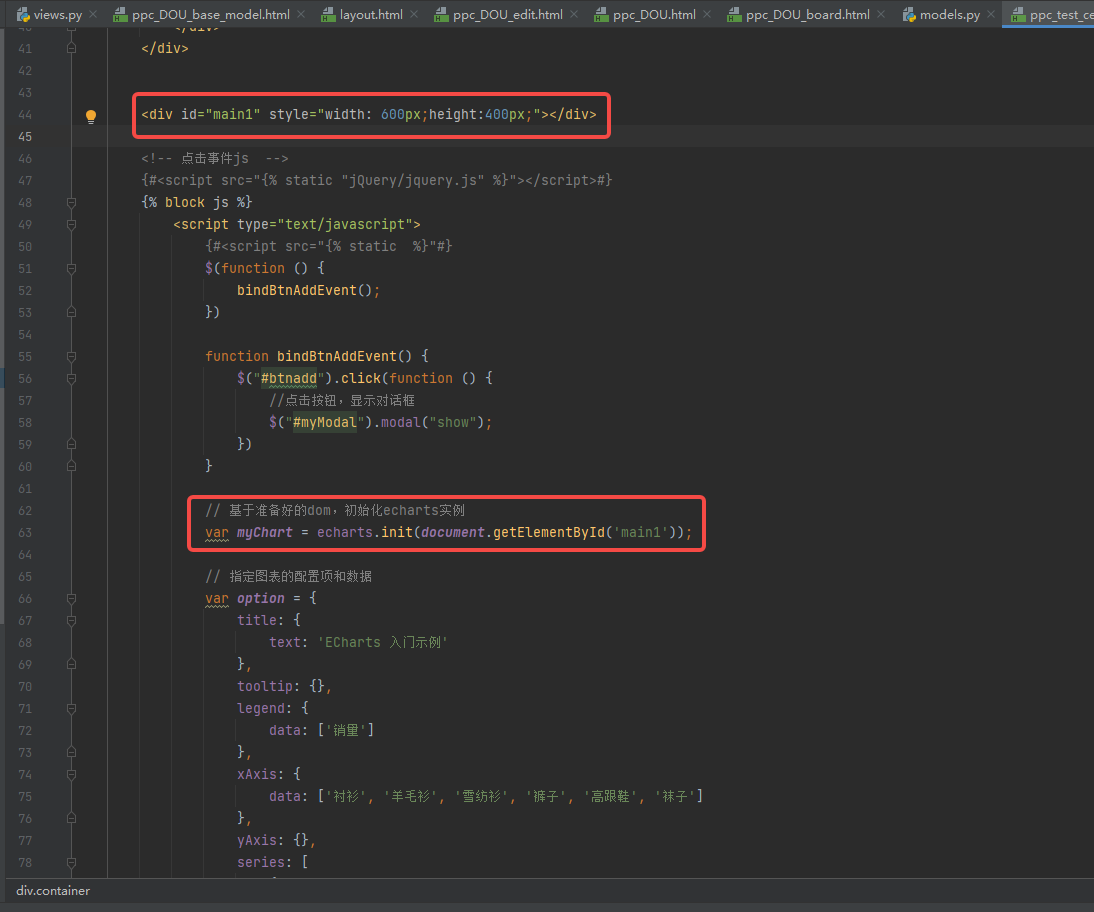 views.py ppc_DOU_base_model.html layout.html ppc_DOU_edit.html ppc_DOU.html ppc_DOU_board.html models.py ppc_test_ce
41 </div>
42
43
44 <div id="main1" style="width: 600px;height:400px;"></div>
45
46 <!-- 点击事件js -->
47 {#<script src="{% static "jQuery/jquery.js" %}"></script>#}
48 {% block js %}
49 <script type="text/javascript">
50 {#<script src="{% static  %}"#}
51 $(function () {
52 bindBtnAddEvent();
53 })
54
55 function bindBtnAddEvent() {
56 $("#btnadd").click(function () {
57 //点击按钮，显示对话框
58 $("#myModal").modal("show");
59 })
60 }
61
62 // 基于准备好的dom，初始化echarts实例
63 var myChart = echarts.init(document.getElementById('main1'));
64
65 // 指定图表的配置项和数据
66 var option = {
67 title: {
68 text: 'ECharts 入门示例'
69 },
70 tooltip: {},
71 legend: {
72 data: ['销量']
73 },
74 xAxis: {
75 data: ['衬衫', '羊毛衫', '雪纺衫', '裤子', '高跟鞋', '袜子']
76 },
77 yAxis: {},
78 series: [
div.container